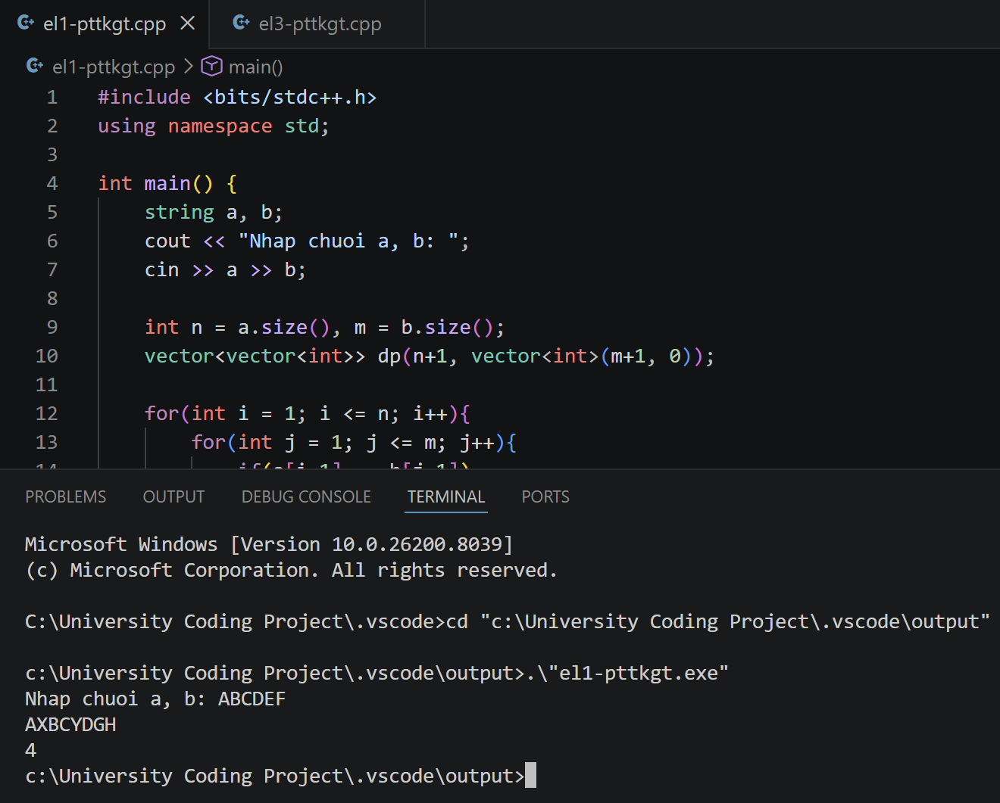 el1-pttkgt.cpp
el3-pttkgt.cpp
el1-pttkgt.cpp > main()
1 #include <bits/stdc++.h>
2 using namespace std;
3
4 int main() {
5 string a, b;
6 cout << "Nhap chuoi a, b: ";
7 cin >> a >> b;
8
9 int n = a.size(), m = b.size();
10 vector<vector<int>> dp(n+1, vector<int>(m+1, 0));
11
12 for(int i = 1; i <= n; i++){
13 for(int j = 1; j <= m; j++){
PROBLEMS OUTPUT DEBUG CONSOLE TERMINAL PORTS
Microsoft Windows [Version 10.0.26200.8039]
(c) Microsoft Corporation. All rights reserved.
C:\University Coding Project\.vscode>cd "c:\University Coding Project\.vscode\output"
c:\University Coding Project\.vscode\output>.\"el1-pttkgt.exe"
Nhap chuoi a, b: ABCDEF
AXBCYDGH
4
c:\University Coding Project\.vscode\output>